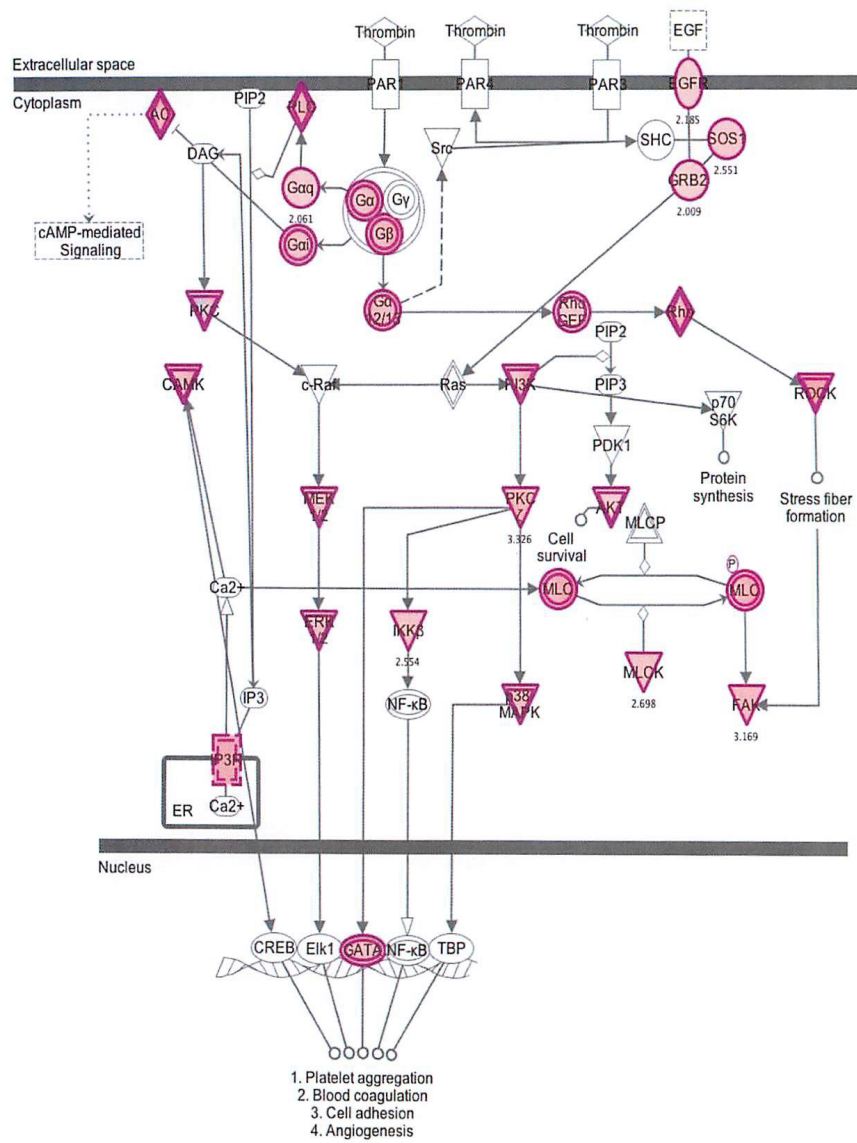 Thrombin
Thrombin
Thrombin
EGF
Extracellular space
Cytoplasm
PIP2
PLC
PAR1
PAR4
PAR3
EGFR
2.185
AC
DAG
Src
SHC
SOS1
2.551
GRB2
2.009
Gαq
2.061
Gα
Gγ
Gβ
Gαi
cAMP-mediated
Signaling
PKC
Gα
12/13
Rho
GEF
Rho
PIP2
CAMK
c-Raf
Ras
PI3K
PIP3
p70
S6K
ROCK
PDK1
Protein
synthesis
Stress fiber
formation
MEK
1/2
PKC
ζ
3.326
AKT
MLCP
Cell
survival
P
Ca2+
MLC
MLC
ERK
1/2
IKKβ
2.554
MLCK
2.698
IP3
NF-κB
p38
MAPK
FAK
3.169
IP3R
ER
Ca2+
Nucleus
CREB
Elk1
GATA
NF-κB
TBP
1. Platelet aggregation
2. Blood coagulation
3. Cell adhesion
4. Angiogenesis